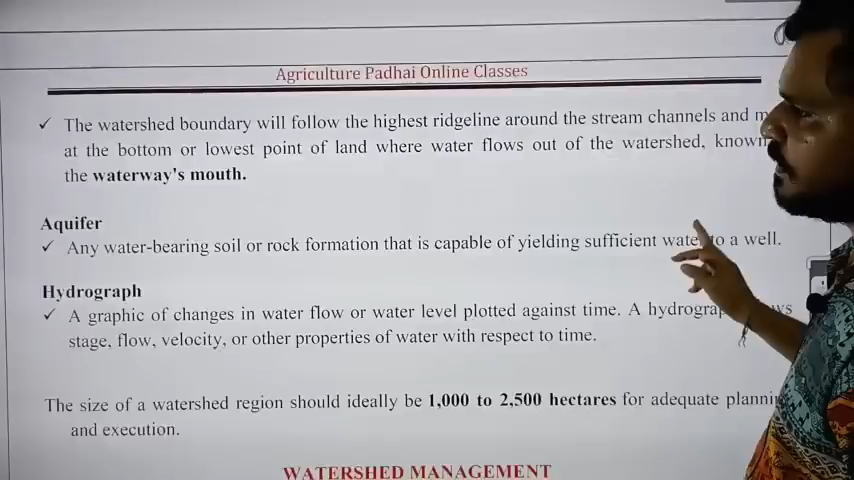 Agriculture Padhai Online Classes
✓ The watershed boundary will follow the highest ridgeline around the stream channels and
at the bottom or lowest point of land where water flows out of the watershed, known
the waterway's mouth.
Aquifer
✓ Any water-bearing soil or rock formation that is capable of yielding sufficient to a well.
Hydrograph
✓ A graphic of changes in water flow or water level plotted against time. A
stage, flow, velocity, or other properties of water with respect to time.
The size of a watershed region should ideally be 1,000 to 2,500 hectares for adequate
and execution.
WATERSHED MANAGEMENT